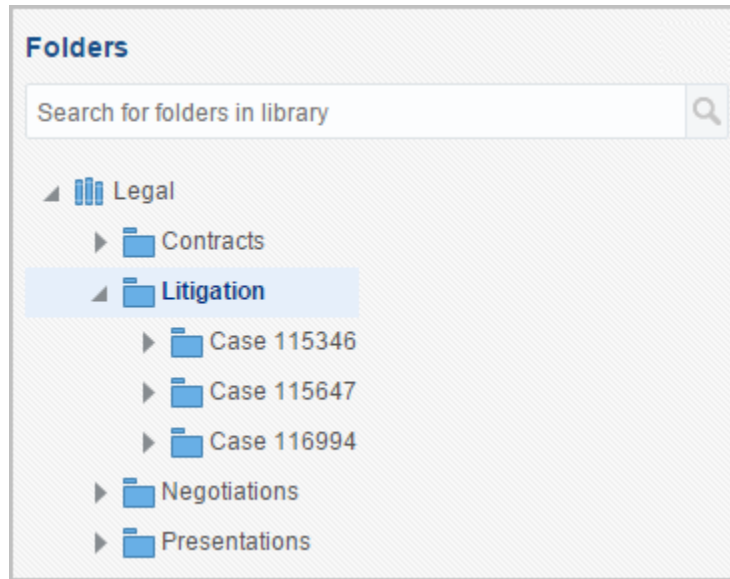 Folders
Search for folders in library
Legal
Contracts
Litigation
Case 115346
Case 115647
Case 116994
Negotiations
Presentations